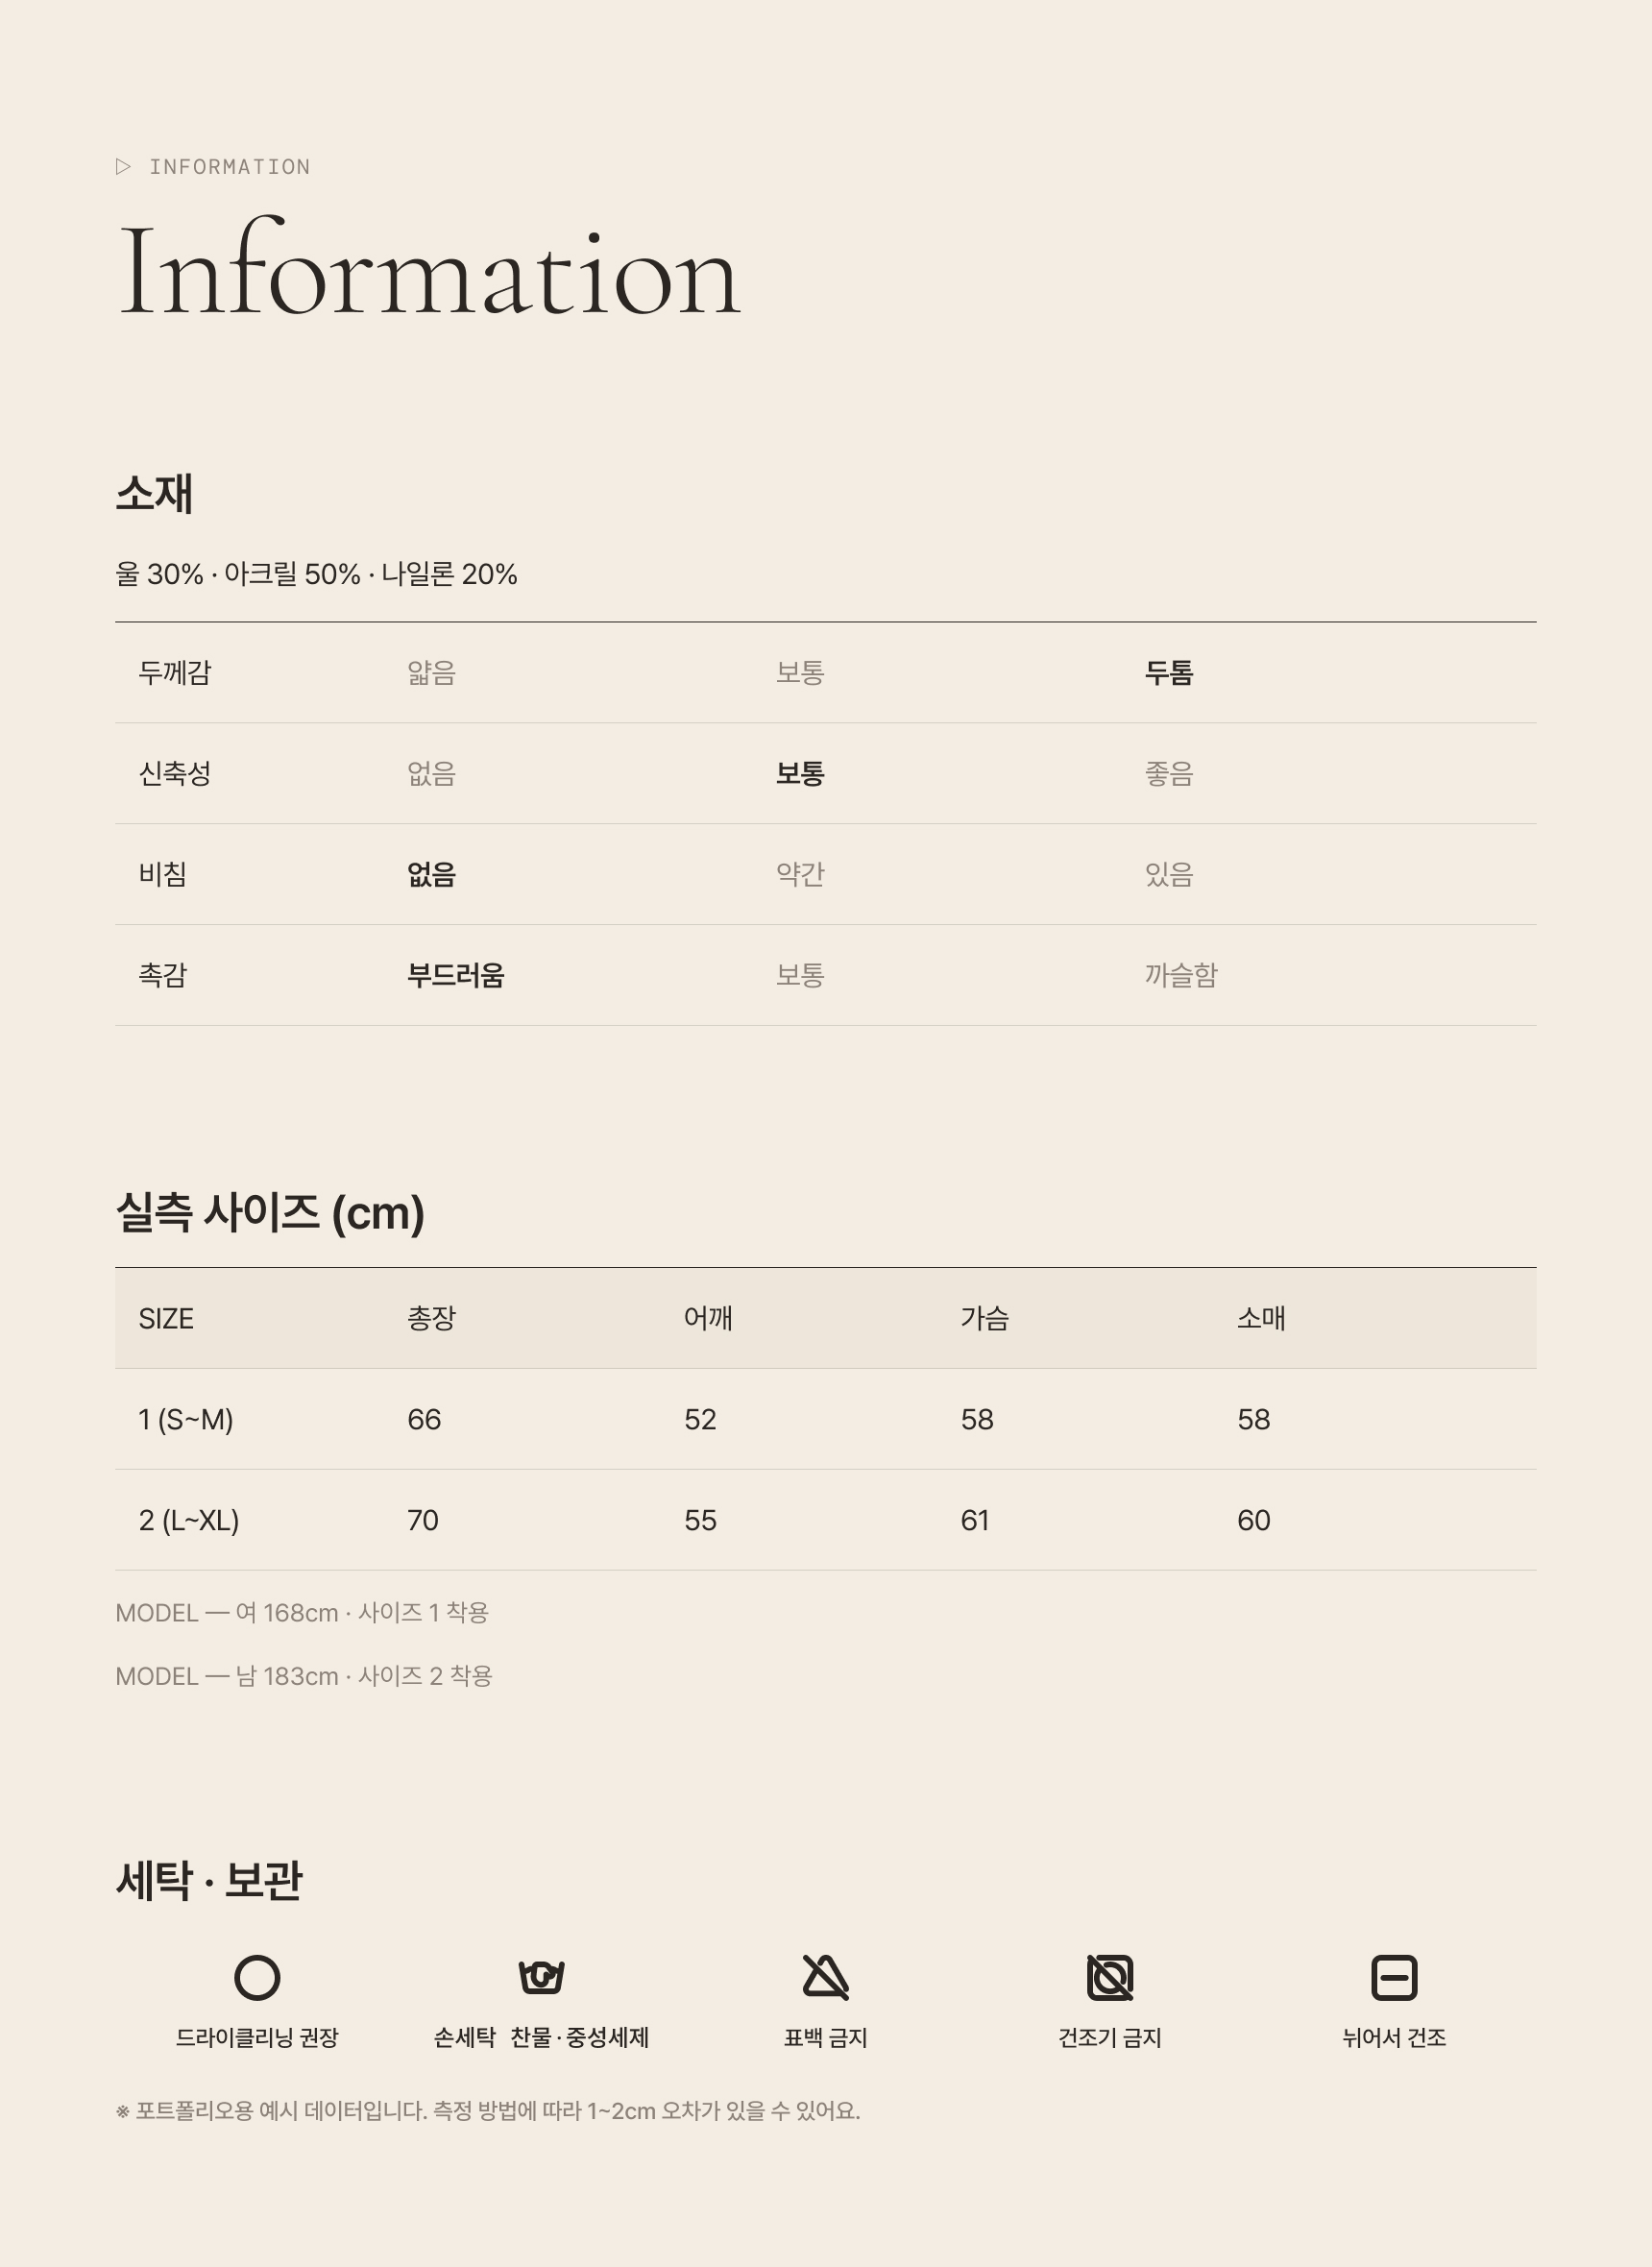 ▷ INFORMATION
Information
소재
울 30% · 아크릴 50% · 나일론 20%
두께감 얇음 보통 두톰
신축성 없음 보통 좋음
비침 없음 약간 있음
촉감 부드러움 보통 까슬함
실측 사이즈 (cm)
SIZE 총장 어깨 가슴 소매
1 (S~M) 66 52 58 58
2 (L~XL) 70 55 61 60
MODEL — 여 168cm · 사이즈 1 착용
MODEL — 남 183cm · 사이즈 2 착용
세탁 · 보관
드라이클리닝 권장 손세탁 찬물 · 중성세제 표백 금지 건조기 금지 뉘어서 건조
※ 포트폴리오용 예시 데이터입니다. 측정 방법에 따라 1~2cm 오차가 있을 수 있어요.